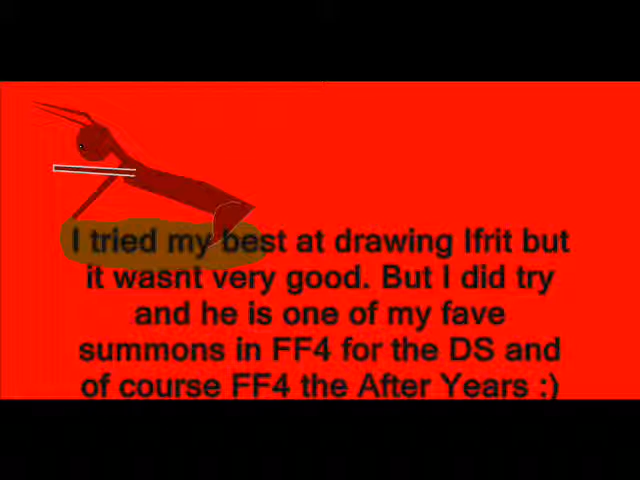 I tried my best at drawing Ifrit but
it wasnt very good. But I did try
and he is one of my fave
summons in FF4 for the DS and
of course FF4 the After Years :)